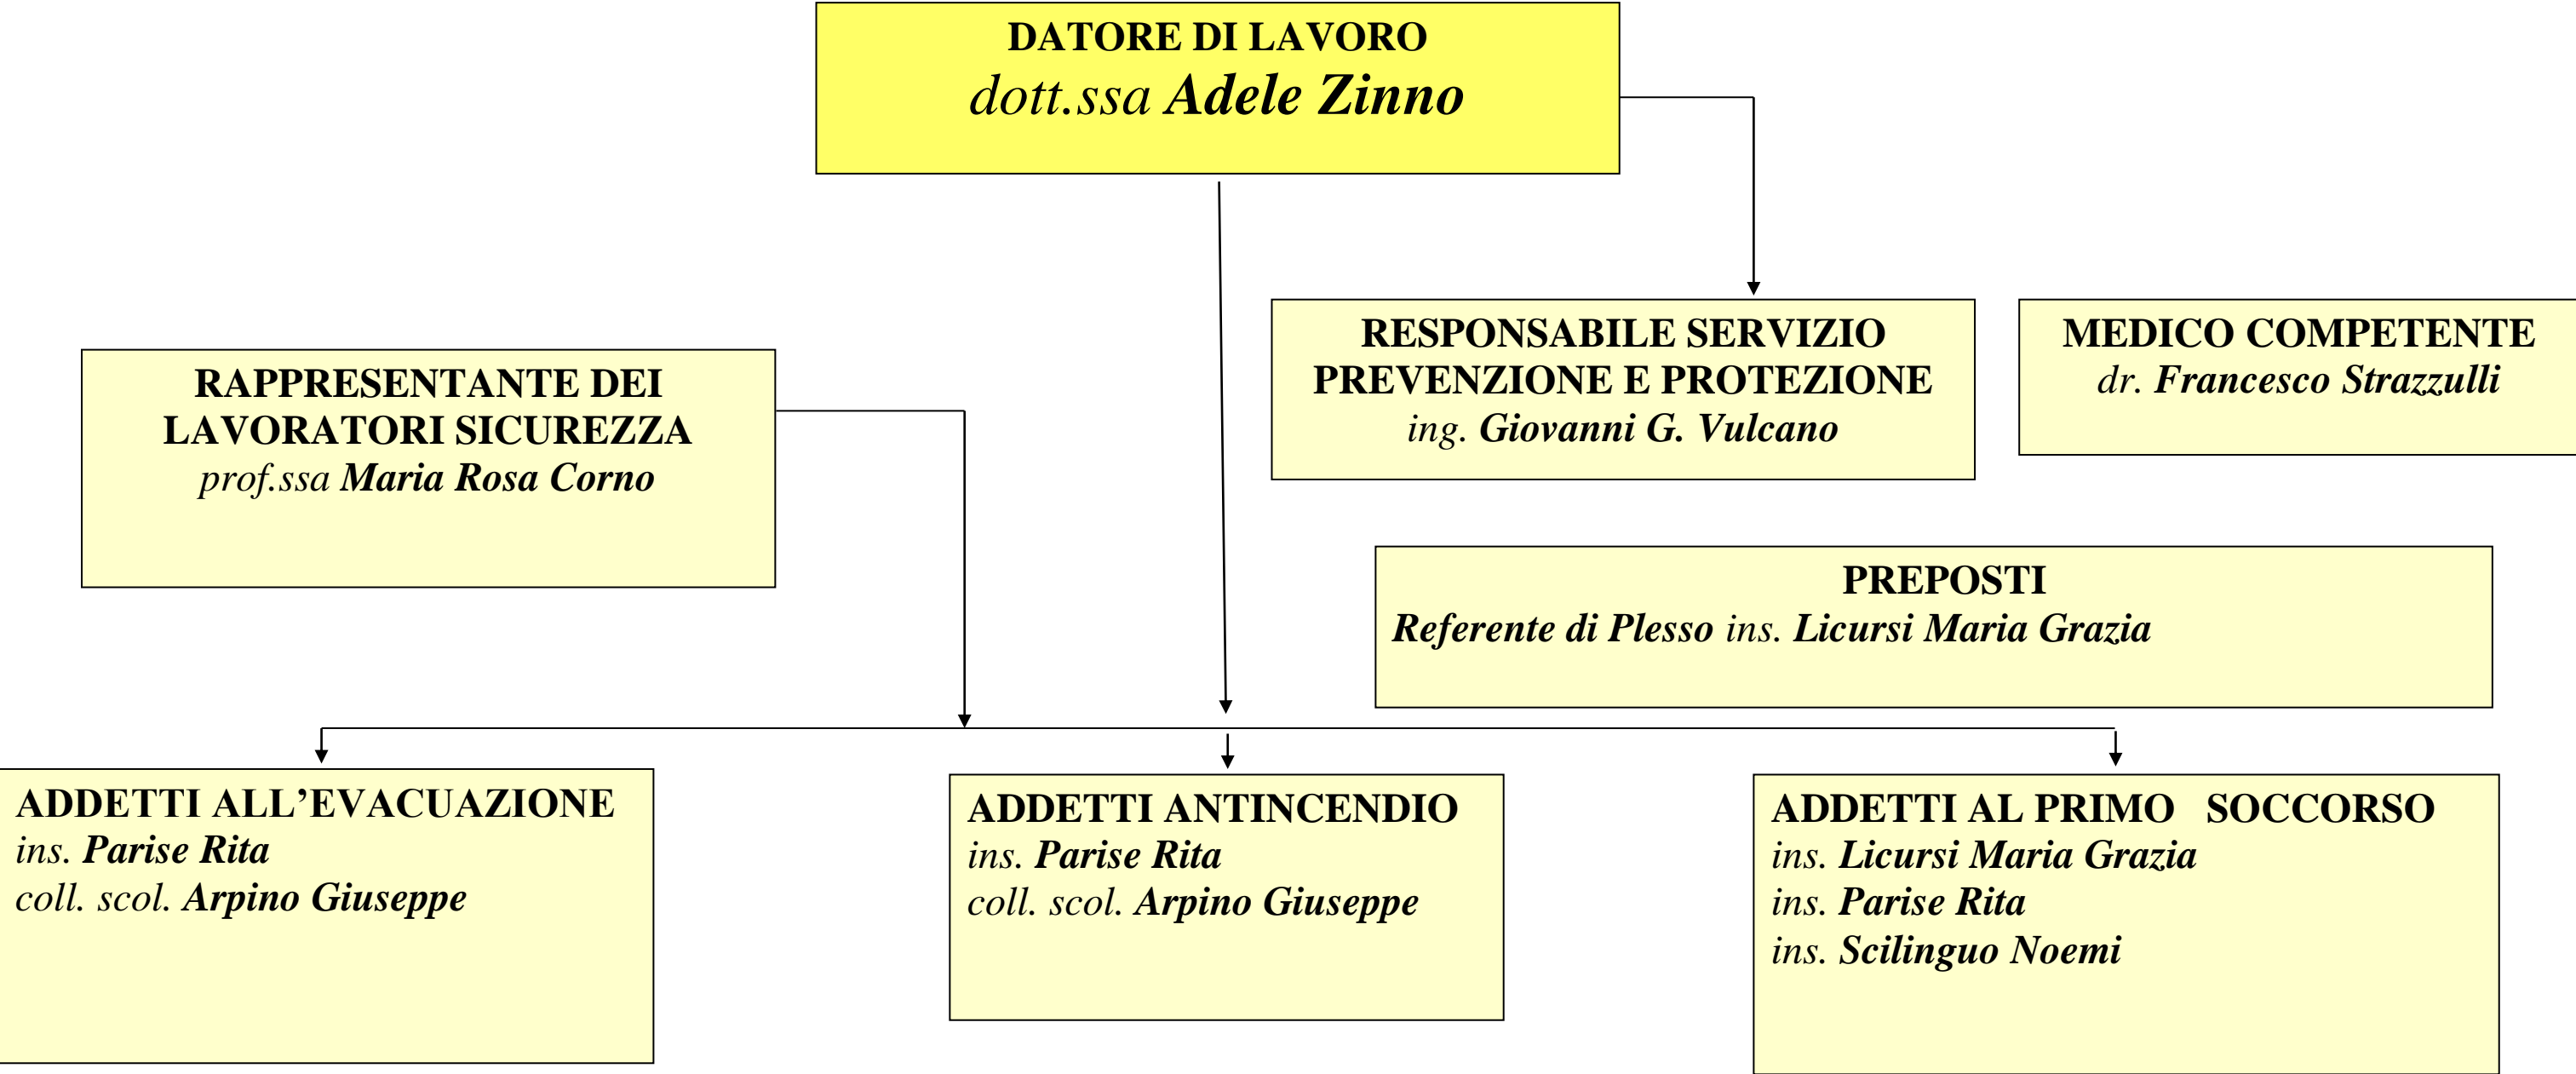 DATORE DI LAVORO
dott.ssa Adele Zinno
RAPPRESENTANTE DEI
LAVORATORI SICUREZZA
prof.ssa Maria Rosa Corno
RESPONSABILE SERVIZIO
PREVENZIONE E PROTEZIONE
ing. Giovanni G. Vulcano
MEDICO COMPETENTE
dr. Francesco Strazzulli
PREPOSTI
Referente di Plesso ins. Licursi Maria Grazia
ADDETTI ALL’EVACUAZIONE
ins. Parise Rita
coll. scol. Arpino Giuseppe
ADDETTI ANTINCENDIO
ins. Parise Rita
coll. scol. Arpino Giuseppe
ADDETTI AL PRIMO SOCCORSO
ins. Licursi Maria Grazia
ins. Parise Rita
ins. Scilinguo Noemi